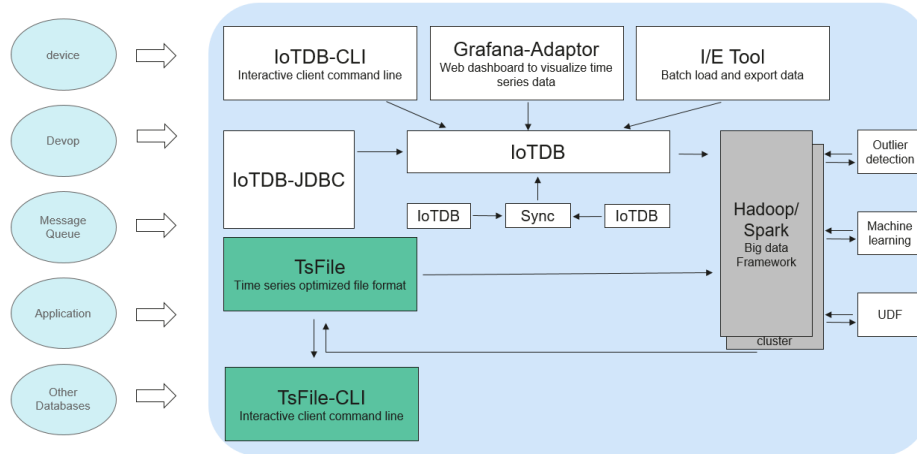 device
Devop
Message
Queue
Application
Other
Databases
IoTDB-CLI
Interactive client command line
Grafana-Adaptor
Web dashboard to visualize time
series data
I/E Tool
Batch load and export data
IoTDB-JDBC
IoTDB
IoTDB
Sync
IoTDB
TsFile
Time series optimized file format
TsFile-CLI
Interactive client command line
Hadoop/
Spark
Big data
Framework
cluster
Outlier
detection
Machine
learning
UDF